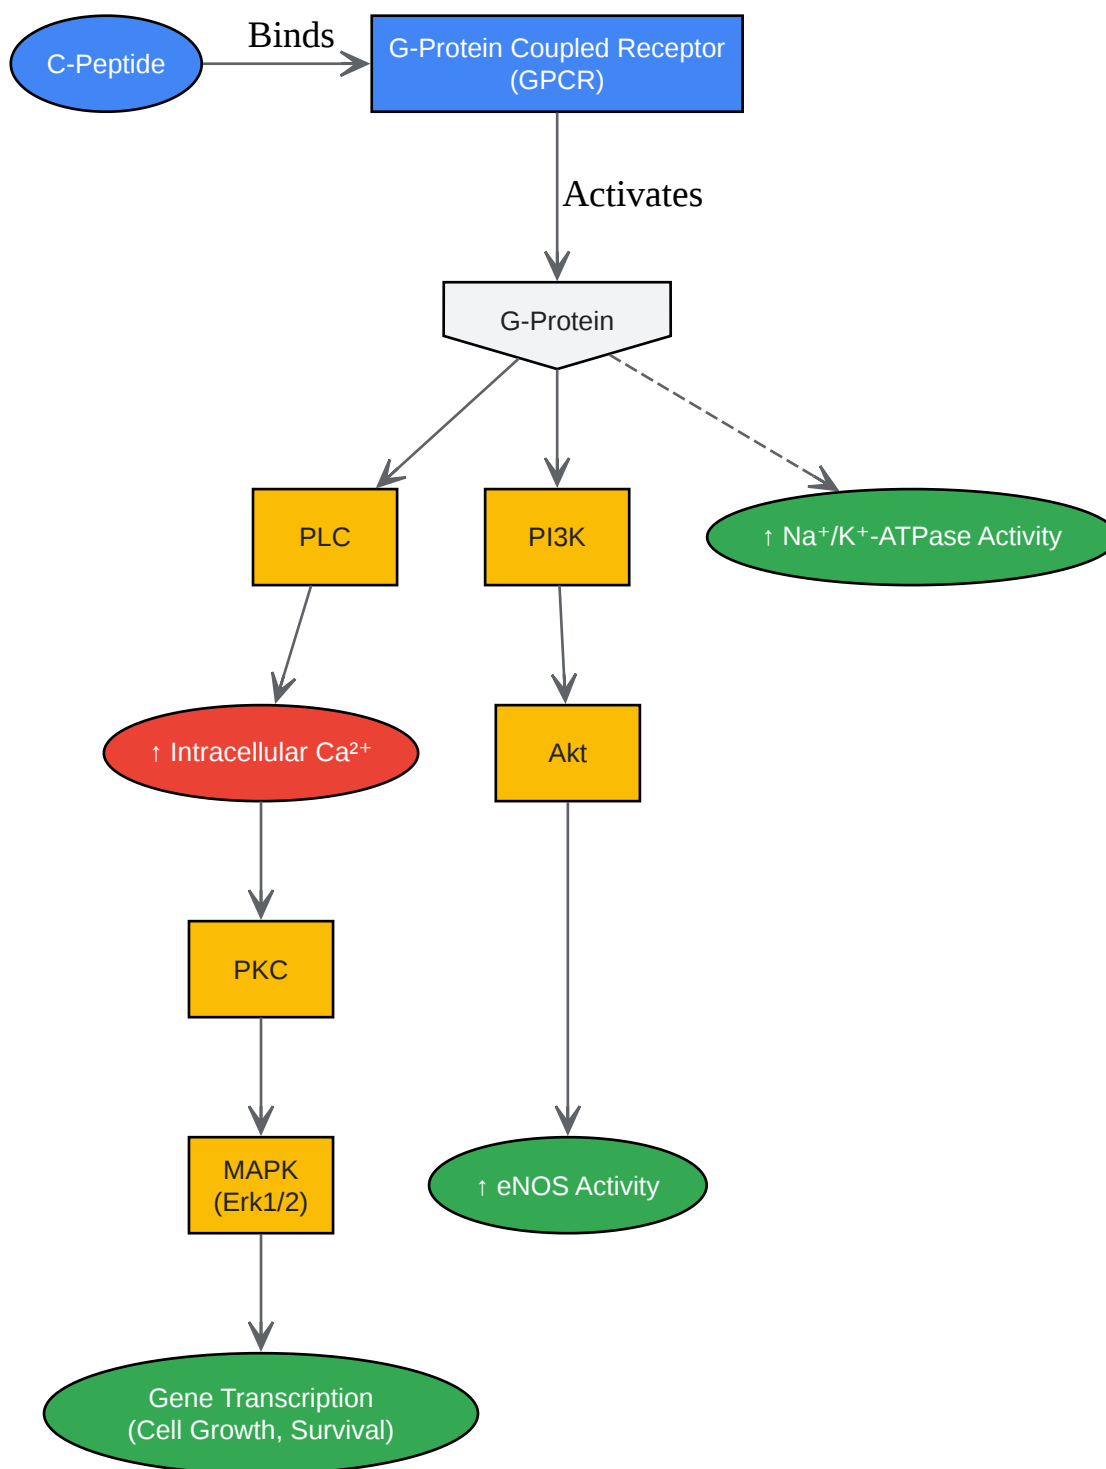 C-Peptide
Binds
G-Protein Coupled Receptor
(GPCR)
Activates
G-Protein
PLC
PI3K
↑ Na⁺/K⁺-ATPase Activity
↑ Intracellular Ca²⁺
Akt
PKC
MAPK
(Erk1/2)
↑ eNOS Activity
Gene Transcription
(Cell Growth, Survival)